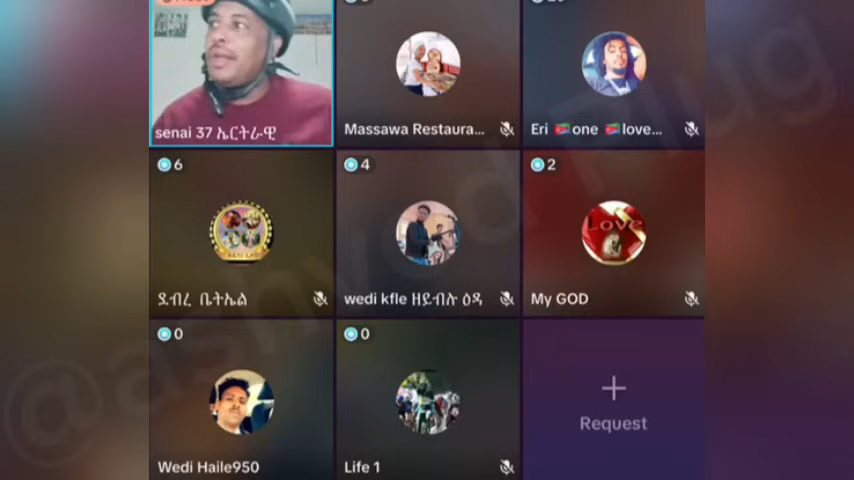 senai 37 ኤርትራዊ
Massawa Restaura...
Eri 🇪🇷one 🇪🇷love...
6
4
2
LOVE
ደብረ ቤትኤል
wedi kfle ዘይብሉ ዕዳ
My GOD
0
0
Request
Wedi Haile950
Life 1